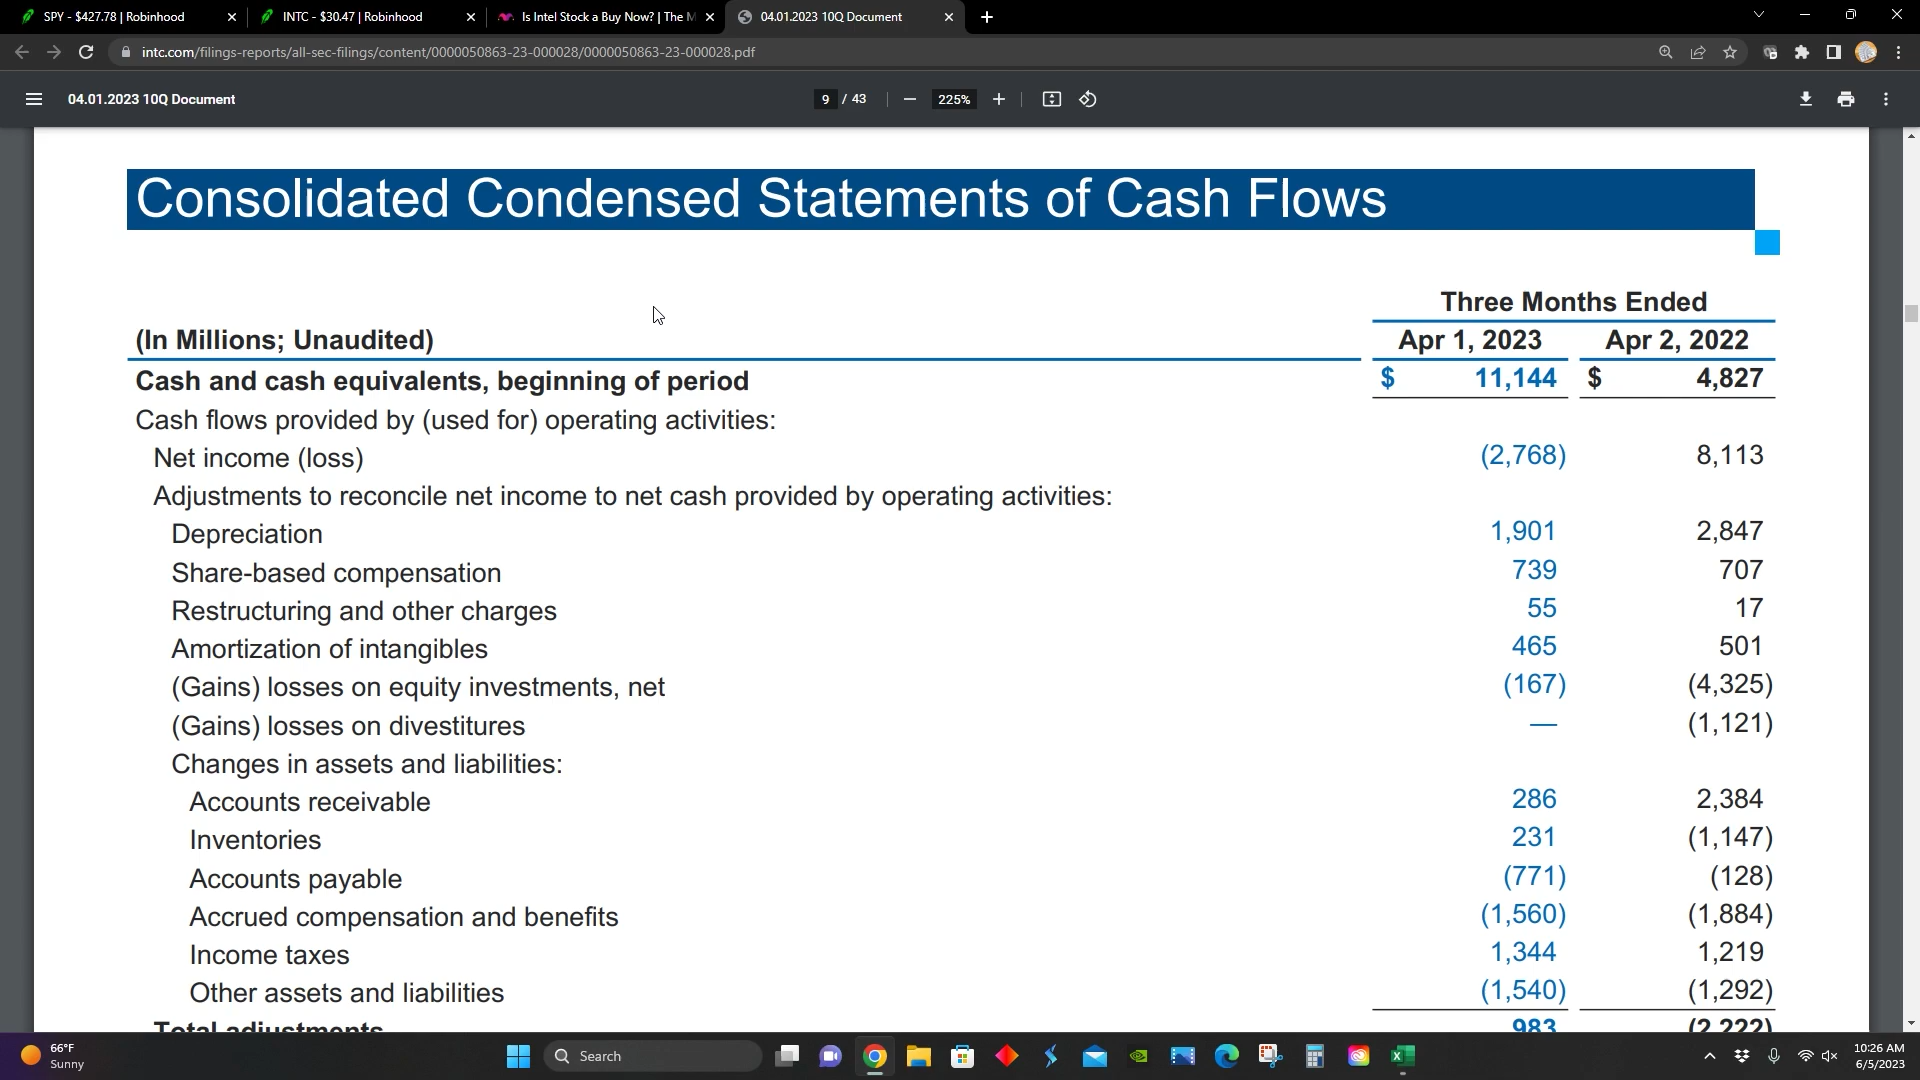 SPY - $427.78 | Robinhood
INTC - $30.47 | Robinhood
Is Intel Stock a Buy Now? | The M
04.01.2023 10Q Document
intc.com/filings-reports/all-sec-filings/content/0000050863-23-000028/0000050863-23-000028.pdf
04.01.2023 10Q Document
9 / 43
225%
Consolidated Condensed Statements of Cash Flows
Three Months Ended
(In Millions; Unaudited) Apr 1, 2023 Apr 2, 2022
Cash and cash equivalents, beginning of period $ 11,144 $ 4,827
Cash flows provided by (used for) operating activities:
Net income (loss) (2,768) 8,113
Adjustments to reconcile net income to net cash provided by operating activities:
Depreciation 1,901 2,847
Share-based compensation 739 707
Restructuring and other charges 55 17
Amortization of intangibles 465 501
(Gains) losses on equity investments, net (167) (4,325)
(Gains) losses on divestitures — (1,121)
Changes in assets and liabilities:
Accounts receivable 286 2,384
Inventories 231 (1,147)
Accounts payable (771) (128)
Accrued compensation and benefits (1,560) (1,884)
Income taxes 1,344 1,219
Other assets and liabilities (1,540) (1,292)
Total adjustments 983 (2,222)
66°F
Sunny
Search
10:26 AM
6/5/2023